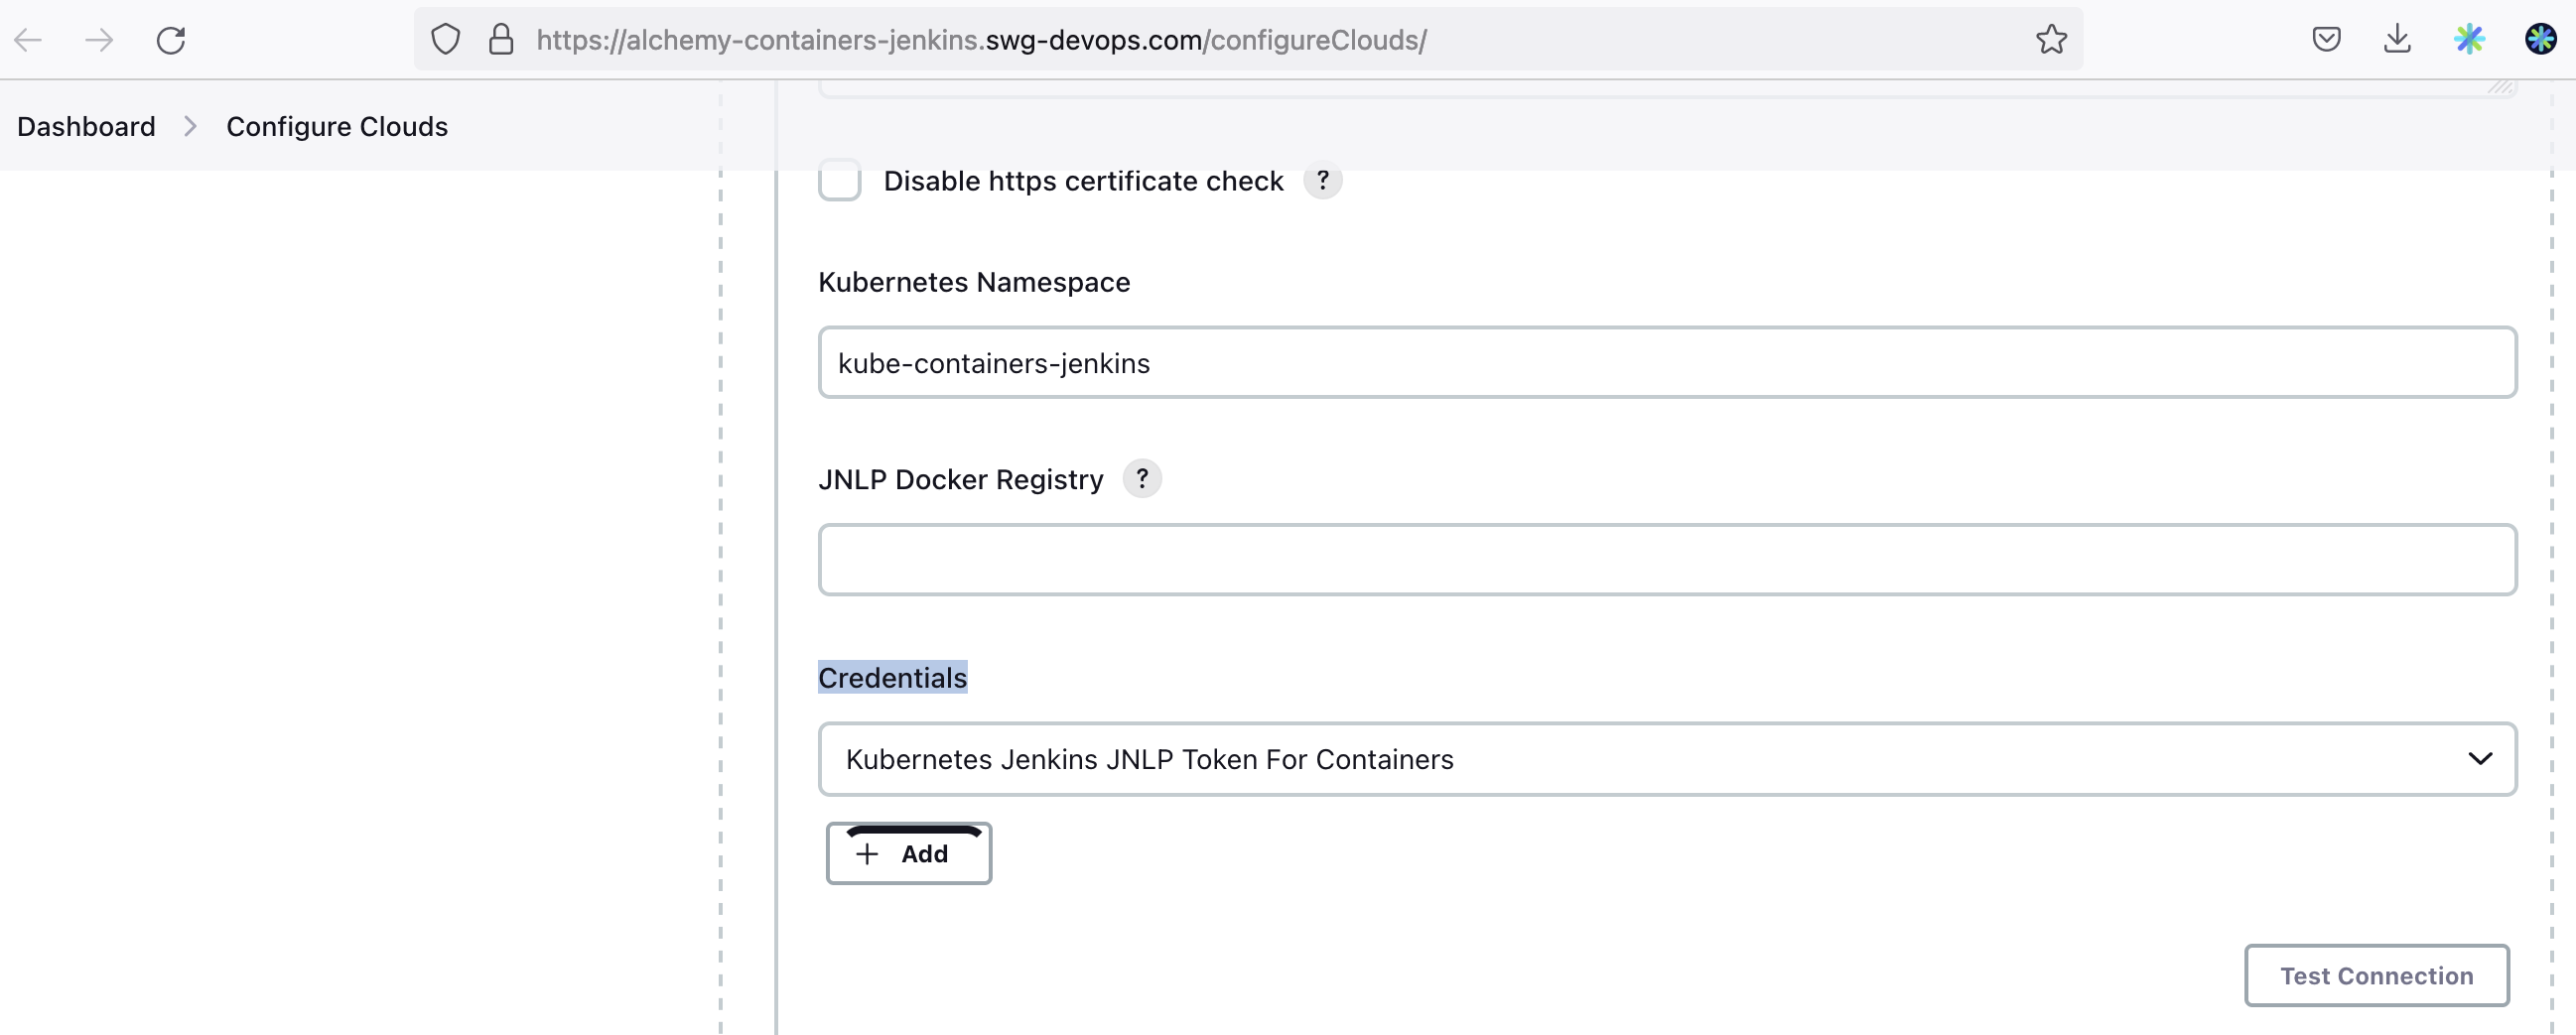 https://alchemy-containers-jenkins.swg-devops.com/configureClouds/
Dashboard > Configure Clouds
Disable https certificate check ?
Kubernetes Namespace
kube-containers-jenkins
JNLP Docker Registry ?
Credentials
Kubernetes Jenkins JNLP Token For Containers
+ Add
Test Connection